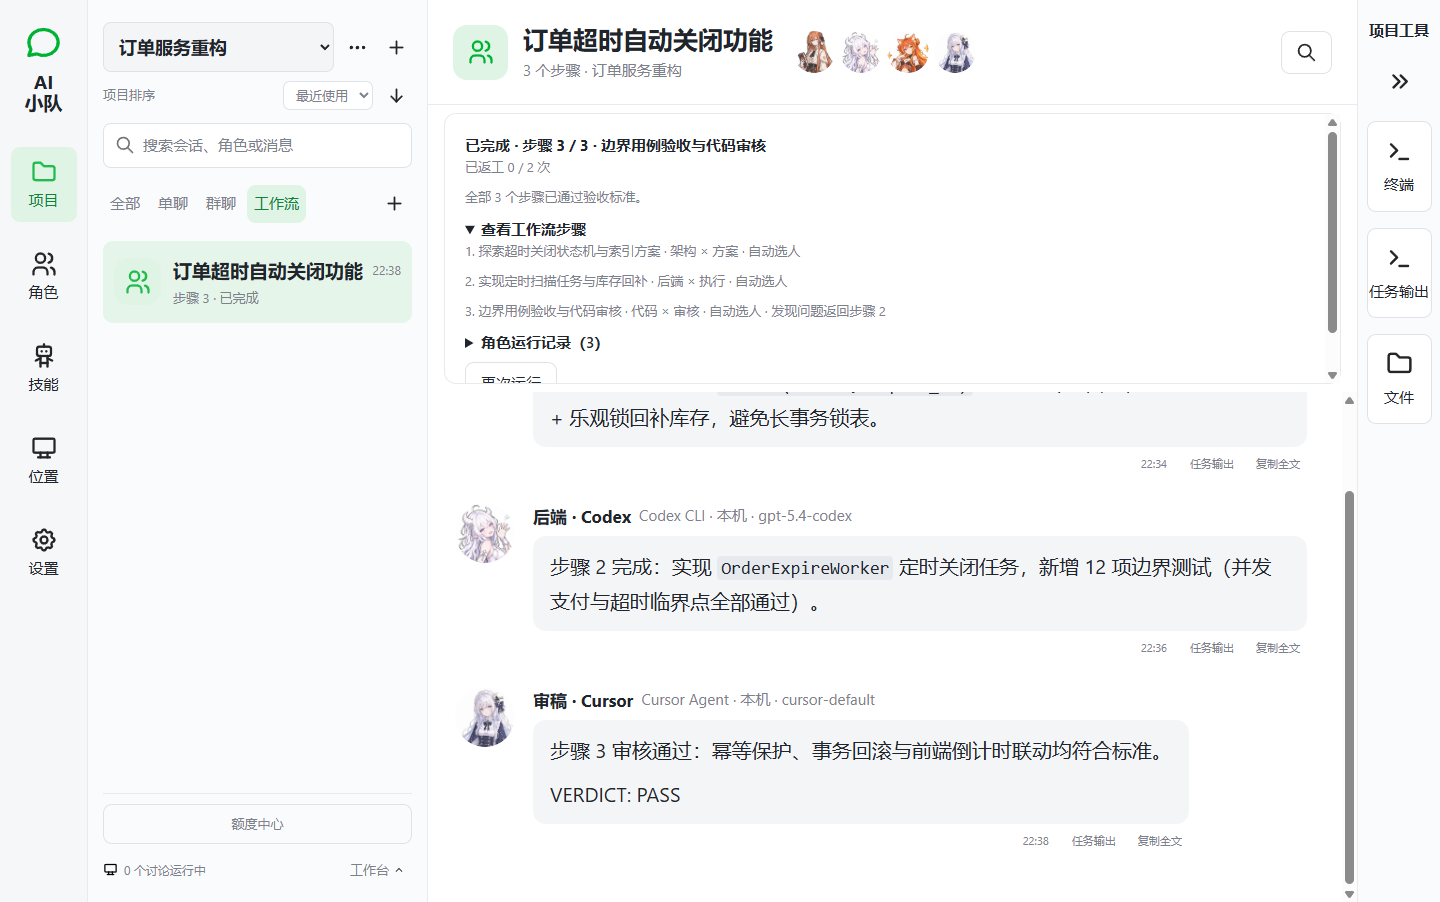 AI
小队
项目
角色
技能
位置
设置
订单服务重构
项目排序
最近使用
搜索会话、角色或消息
全部
单聊
群聊
工作流
订单超时自动关闭功能
22:38
步骤 3 · 已完成
额度中心
0 个讨论运行中
工作台
订单超时自动关闭功能
3 个步骤 · 订单服务重构
已完成 · 步骤 3 / 3 · 边界用例验收与代码审核
已返工 0 / 2 次
全部 3 个步骤已通过验收标准。
查看工作流步骤
1. 探索超时关闭状态机与索引方案 · 架构 × 方案 · 自动选人
2. 实现定时扫描任务与库存回补 · 后端 × 执行 · 自动选人
3. 边界用例验收与代码审核 · 代码 × 审核 · 自动选人 · 发现问题返回步骤 2
角色运行记录（3）
再次运行
+ 乐观锁回补库存，避免长事务锁表。
22:34 任务输出 复制全文
后端 · Codex Codex CLI · 本机 · gpt-5.4-codex
步骤 2 完成：实现 OrderExpireWorker 定时关闭任务，新增 12 项边界测试（并发
支付与超时临界点全部通过）。
22:36 任务输出 复制全文
审稿 · Cursor Cursor Agent · 本机 · cursor-default
步骤 3 审核通过：幂等保护、事务回滚与前端倒计时联动均符合标准。
VERDICT: PASS
22:38 任务输出 复制全文
项目工具
终端
任务输出
文件